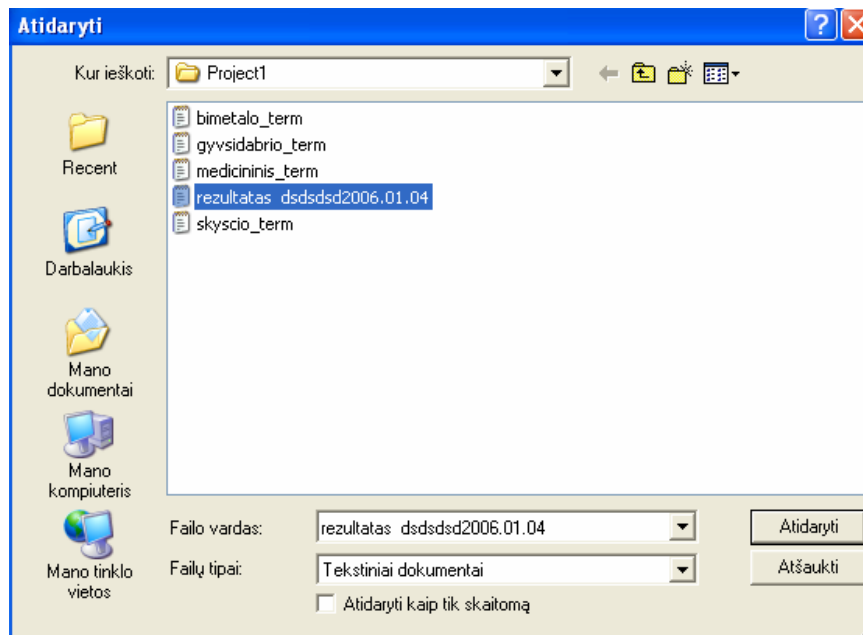 Atidaryti
Kur ieškoti: Project1
bimetalo_term
gyvsidabrio_term
medicininis_term
rezultatas dsdsdsd2006.01.04
skyscio_term
Recent
Darbalaukis
Mano
dokumentai
Mano
kompiuteris
Mano tinklo
vietos
Failo vardas: rezultatas dsdsdsd2006.01.04 Atidaryti
Failų tipai: Tekstiniai dokumentai Atšaukti
Atidaryti kaip tik skaitomą